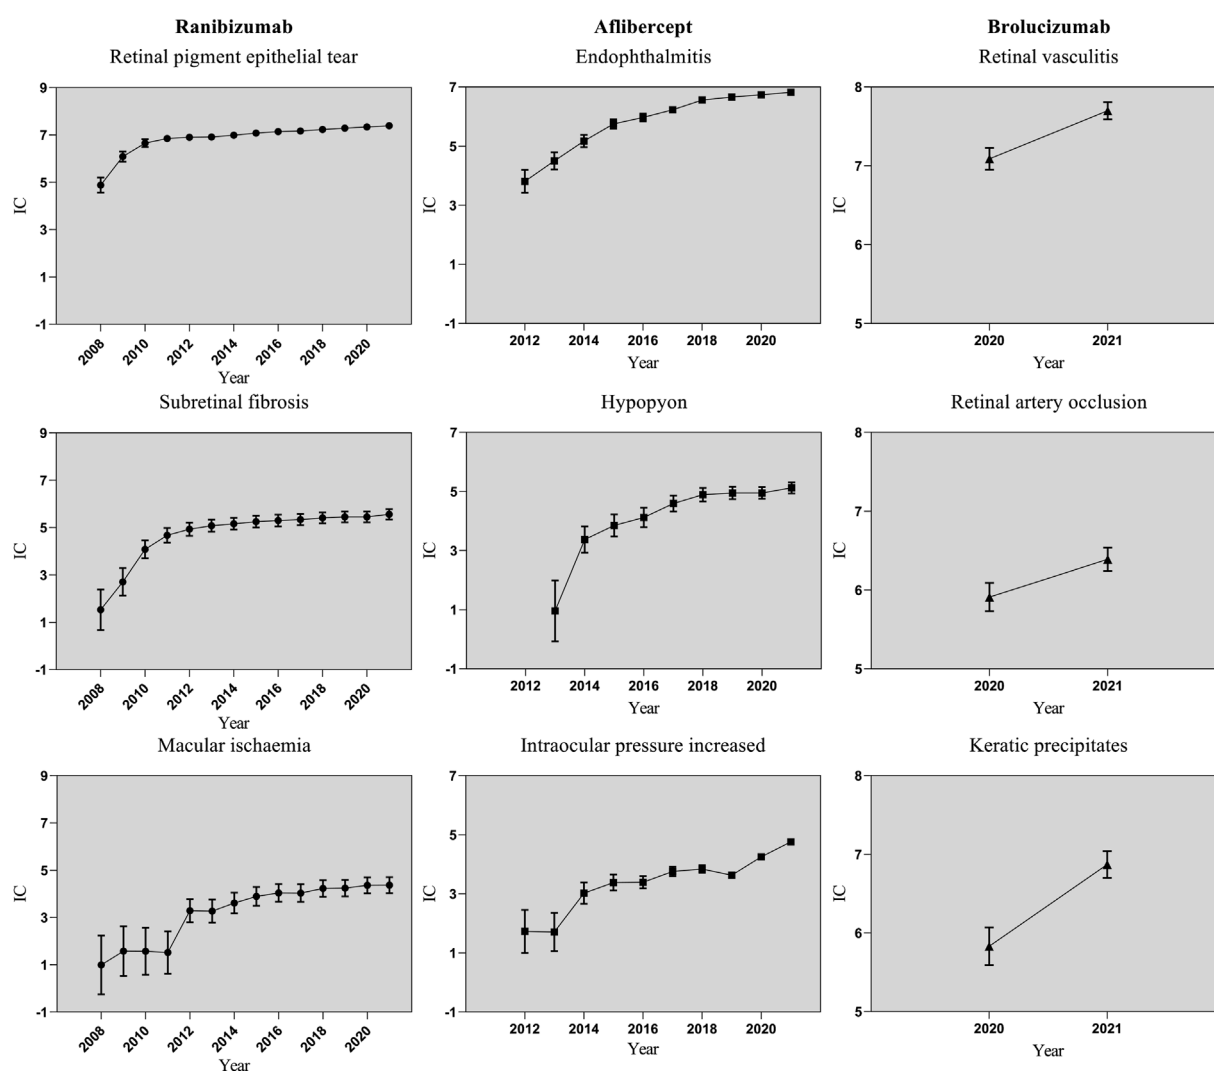 Ranibizumab Aflibercept Brolucizumab
Retinal pigment epithelial tear Endophthalmitis Retinal vasculitis
9
7
5
3
1
-1
IC
2008 2010 2012 2014 2016 2018 2020
Year
7
5
3
1
-1
IC
2012 2014 2016 2018 2020
Year
8
7
6
5
IC
2020 2021
Year
Subretinal fibrosis Hypopyon Retinal artery occlusion
9
7
5
3
1
-1
IC
2008 2010 2012 2014 2016 2018 2020
Year
7
5
3
1
-1
IC
2012 2014 2016 2018 2020
Year
8
7
6
5
IC
2020 2021
Year
Macular ischaemia Intraocular pressure increased Keratic precipitates
9
7
5
3
1
-1
IC
2008 2010 2012 2014 2016 2018 2020
Year
7
5
3
1
-1
IC
2012 2014 2016 2018 2020
Year
8
7
6
5
IC
2020 2021
Year